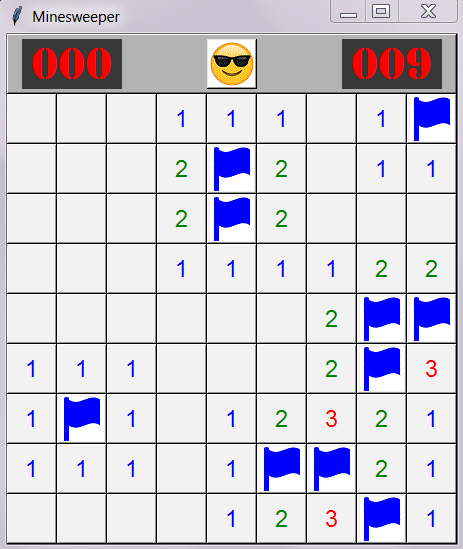 Minesweeper
000 009
1 1 1 1
2 2 1 1
2 2
1 1 1 1 2 2
2
1 1 1 2 3
1 1 1 2 3 2 1
1 1 1 1 2 1
1 2 3 1